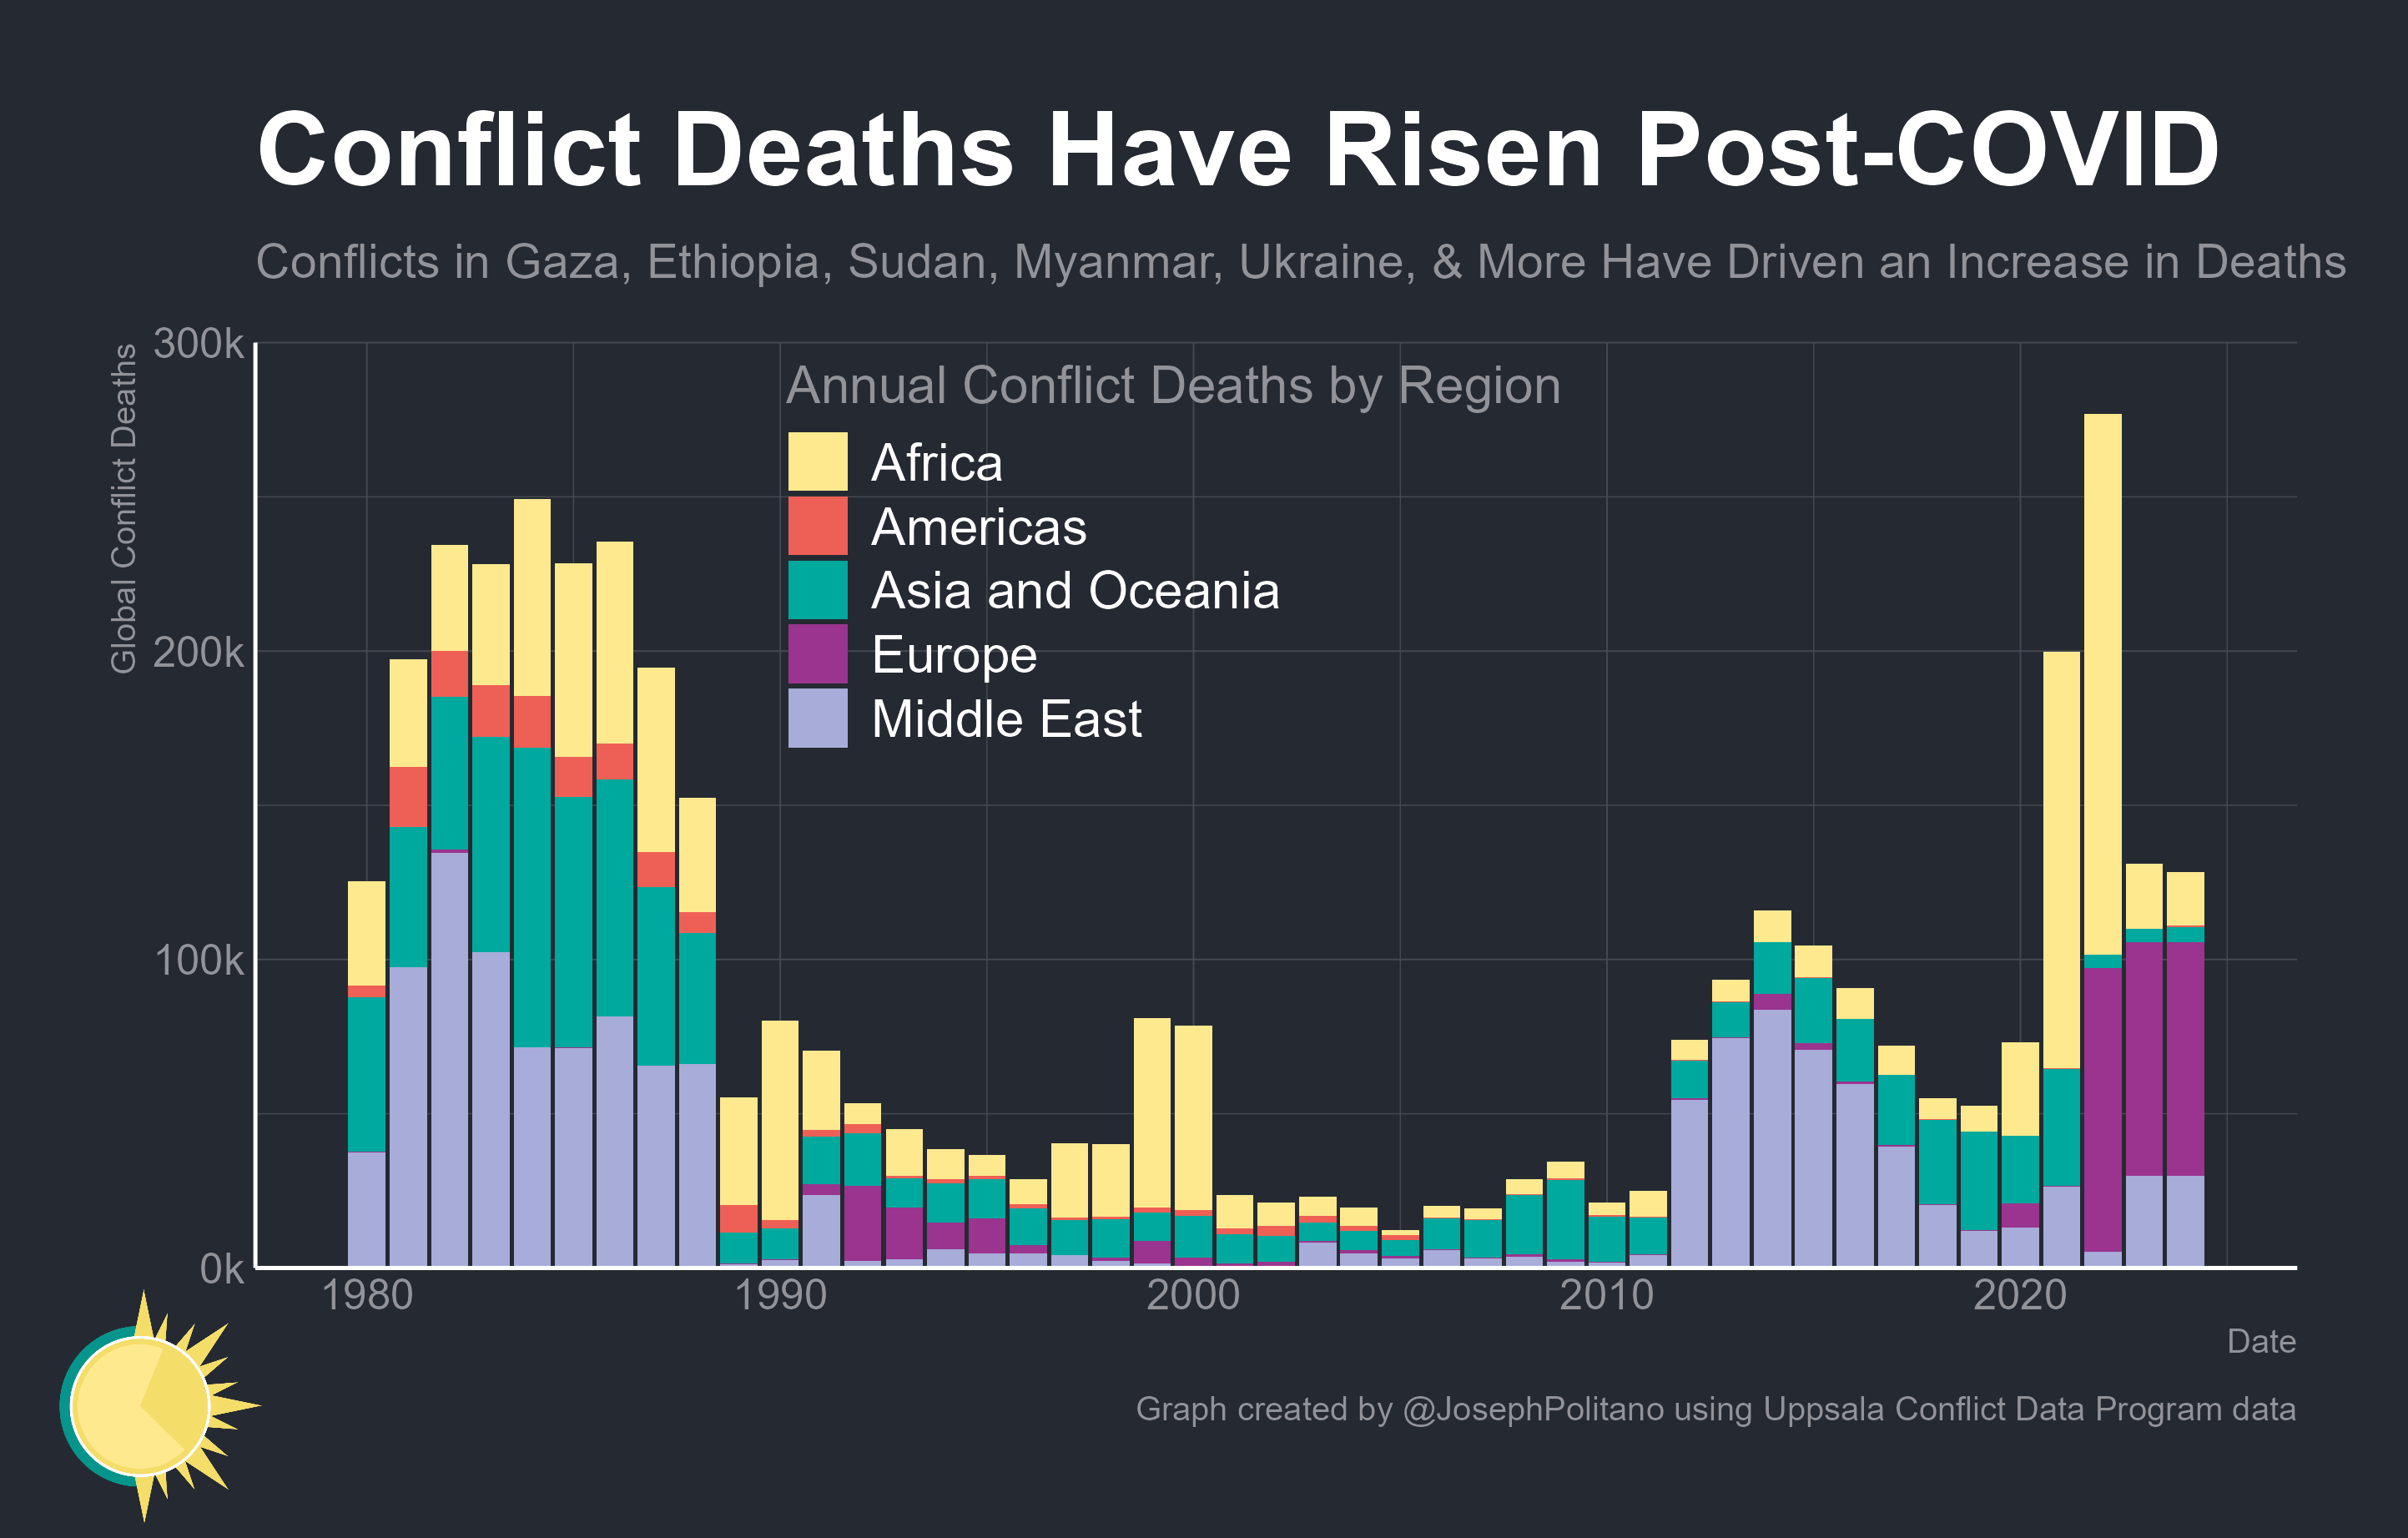 Conflict Deaths Have Risen Post-COVID
Conflicts in Gaza, Ethiopia, Sudan, Myanmar, Ukraine, & More Have Driven an Increase in Deaths
Global Conflict Deaths
300k
200k
100k
0k
Annual Conflict Deaths by Region
Africa
Americas
Asia and Oceania
Europe
Middle East
1980 1990 2000 2010 2020
Date
Graph created by @JosephPolitano using Uppsala Conflict Data Program data